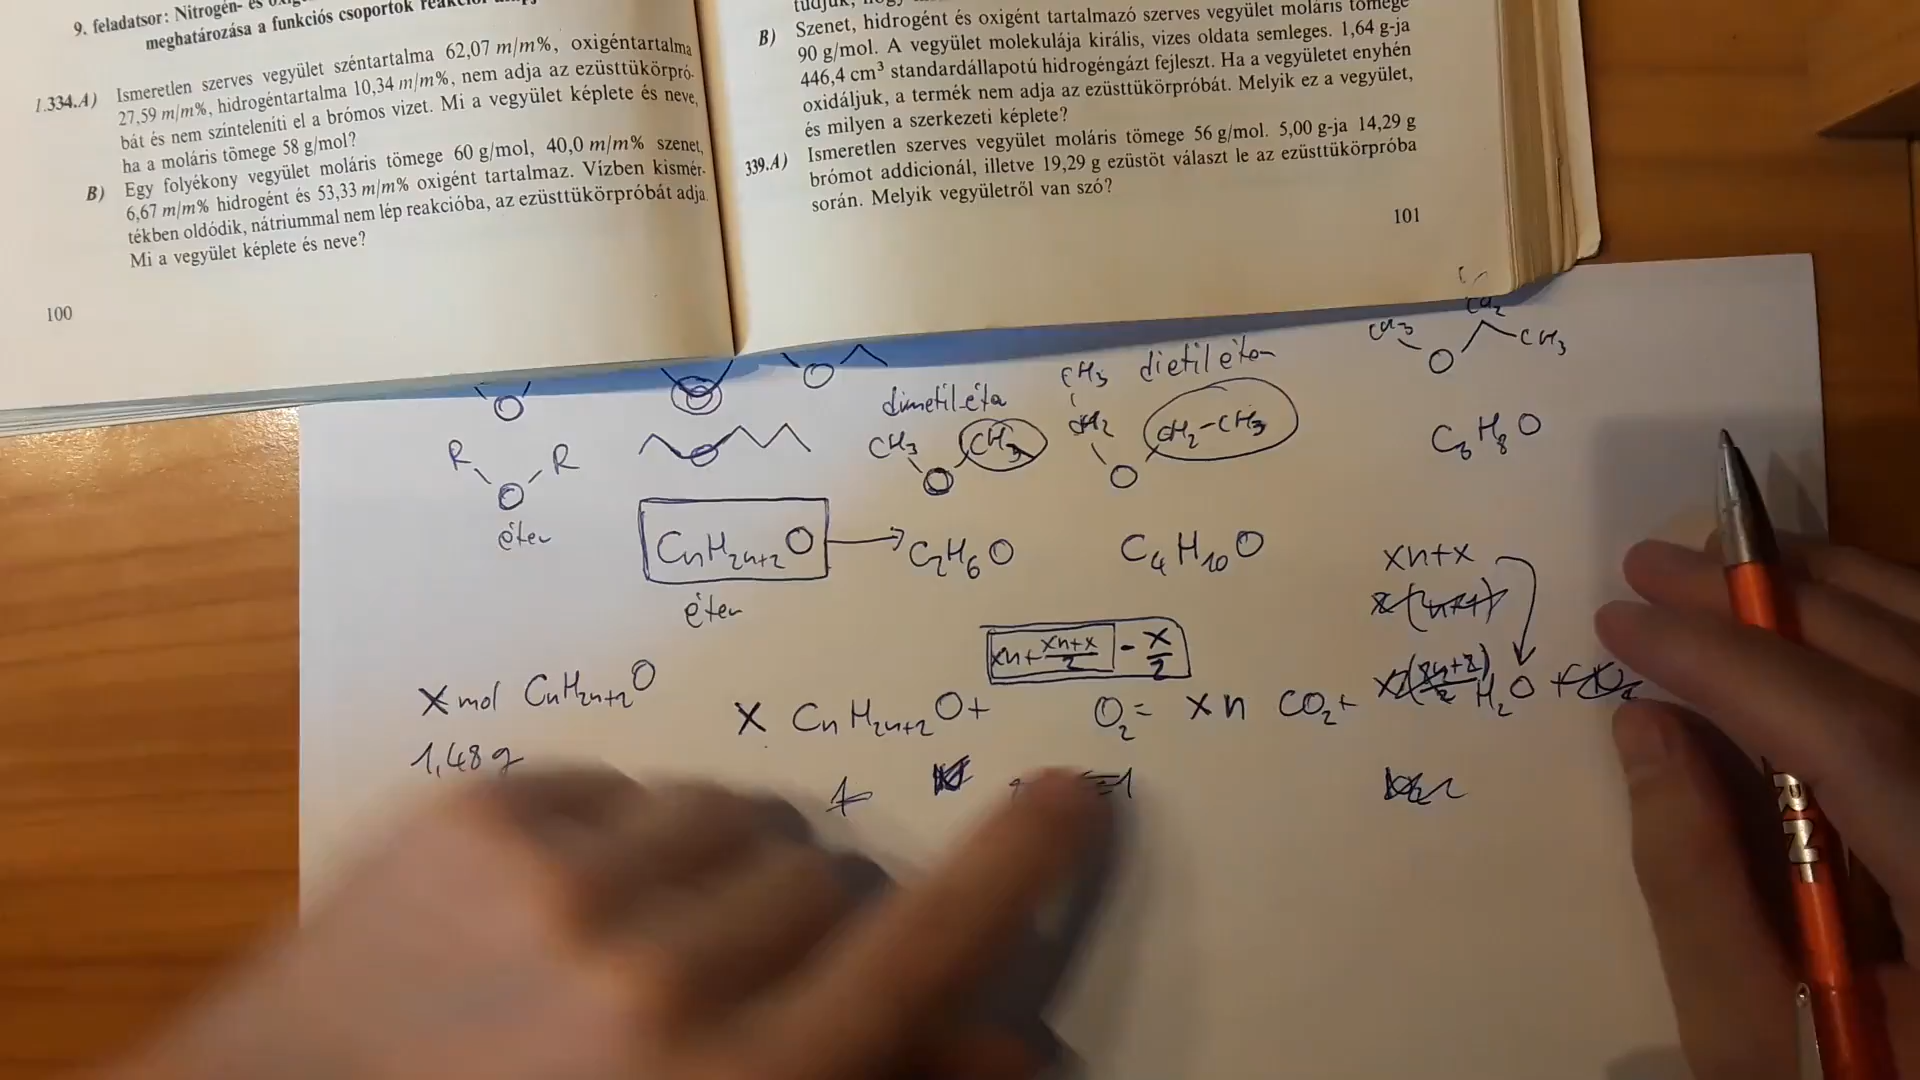 9. feladatsor: Nitrogén- és
meghatározása a funkciós csoportok
1.334.A) Ismeretlen szerves vegyület széntartalma 62,07 m/m%, oxigéntartalma
27,59 m/m%, hidrogéntartalma 10,34 m/m%, nem adja az ezüsttükörpró-
bát és nem színteleníti el a brómos vizet. Mi a vegyület képlete és neve,
ha a moláris tömege 58 g/mol?
B) Egy folyékony vegyület moláris tömege 60 g/mol, 40,0 m/m% szenet,
6,67 m/m% hidrogént és 53,33 m/m% oxigént tartalmaz. Vízben kismér-
tékben oldódik, nátriummal nem lép reakcióba, az ezüsttükörpróbát adja.
Mi a vegyület képlete és neve?
100
B) Szenet, hidrogént és oxigént tartalmazó szerves vegyület moláris tömege
90 g/mol. A vegyület molekulája királis, vizes oldata semleges. 1,64 g-ja
446,4 cm³ standardállapotú hidrogéngázt fejleszt. Ha a vegyületet enyhén
oxidáljuk, a termék nem adja az ezüsttükörpróbát. Melyik ez a vegyület,
és milyen a szerkezeti képlete?
339.A) Ismeretlen szerves vegyület moláris tömege 56 g/mol. 5,00 g-ja 14,29 g
brómot addicionál, illetve 19,29 g ezüstöt választ le az ezüsttükörpróba
során. Melyik vegyületről van szó?
101
CH3 O CH2 CH3
C3H8O
O O O
dimetiléter
dietil éter
R O R
éter
O
CH3 O CH3
CH3 CH2 O CH2-CH3
CnH2n+2O → C2H6O
C4H10O
éter
xn+x
xn+ xn+x/2 - x/2
x mol CnH2n+2O
1,48 g
x CnH2n+2O + O2 = xn CO2 + H2O